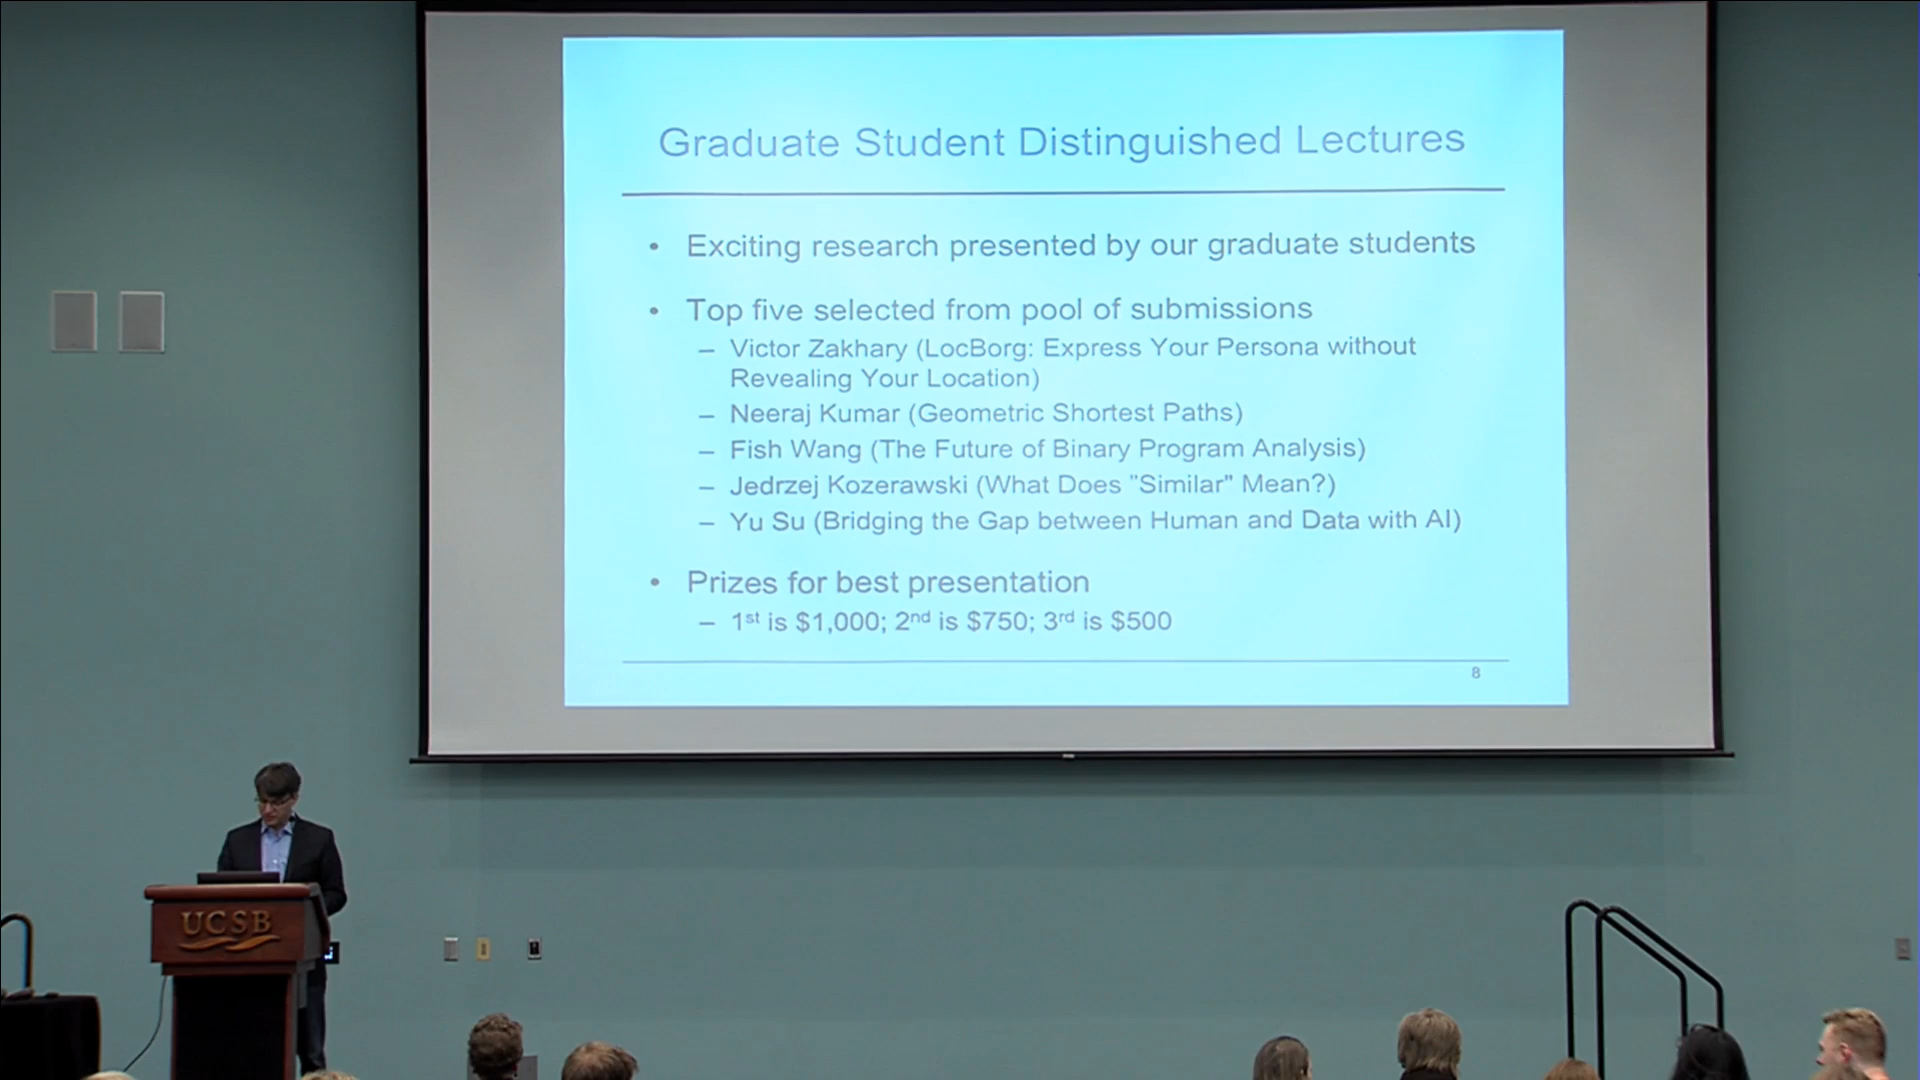 Graduate Student Distinguished Lectures
• Exciting research presented by our graduate students
• Top five selected from pool of submissions
– Victor Zakhary (LocBorg: Express Your Persona without
Revealing Your Location)
– Neeraj Kumar (Geometric Shortest Paths)
– Fish Wang (The Future of Binary Program Analysis)
– Jedrzej Kozerawski (What Does "Similar" Mean?)
– Yu Su (Bridging the Gap between Human and Data with AI)
• Prizes for best presentation
– 1st is $1,000; 2nd is $750; 3rd is $500
8
UCSB